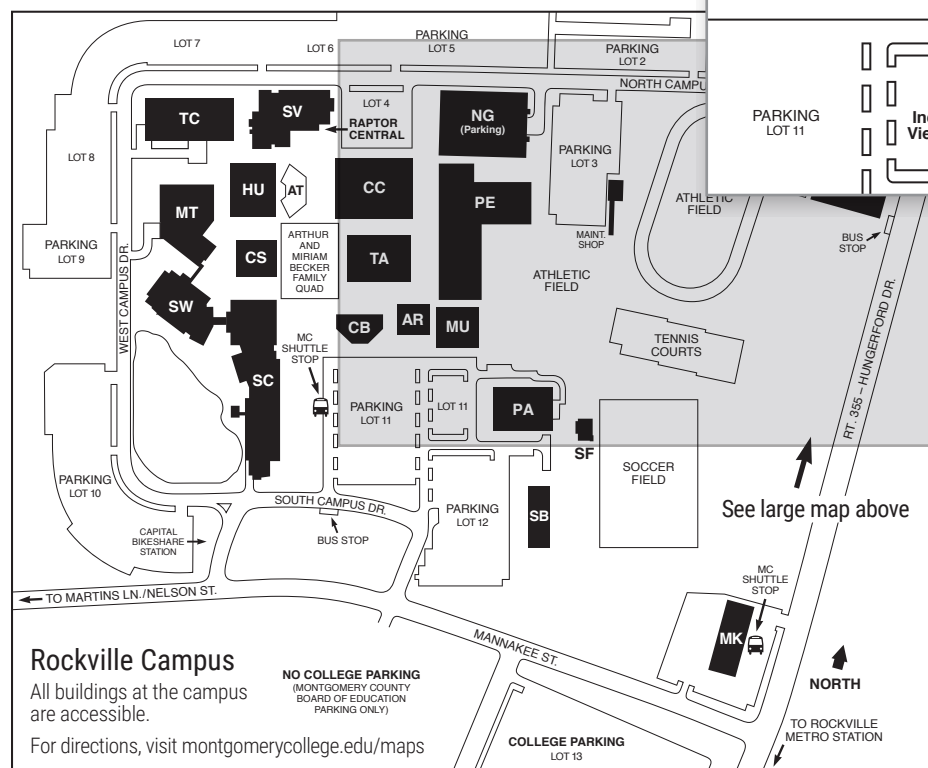 PARKING
LOT 7
LOT 6
LOT 5
PARKING
LOT 2
NORTH CAMPU
LOT 4
TC
SV
RAPTOR
CENTRAL
NG
(Parking)
PARKING
LOT 3
PARKING
LOT 11
LOT 8
HU
AT
CC
PE
MT
ATHLETIC
FIELD
MAINT.
SHOP
BUS
STOP
PARKING
LOT 9
WEST CAMPUS DR.
CS
ARTHUR
AND
MIRIAM
BECKER
FAMILY
QUAD
TA
ATHLETIC
FIELD
SW
CB
AR
MU
TENNIS
COURTS
RT. 355 – HUNGERFORD DR.
MC
SHUTTLE
STOP
SC
PARKING
LOT 11
LOT 11
PA
SF
SOCCER
FIELD
PARKING
LOT 10
SOUTH CAMPUS DR.
PARKING
LOT 12
SB
See large map above
CAPITAL
BIKESHARE
STATION
BUS STOP
MC
SHUTTLE
STOP
TO MARTINS LN./NELSON ST.
MANNAKEE ST.
MK
Rockville Campus
All buildings at the campus
are accessible.
For directions, visit montgomerycollege.edu/maps
NO COLLEGE PARKING
(MONTGOMERY COUNTY
BOARD OF EDUCATION
PARKING ONLY)
NORTH
COLLEGE PARKING
LOT 13
TO ROCKVILLE
METRO STATION